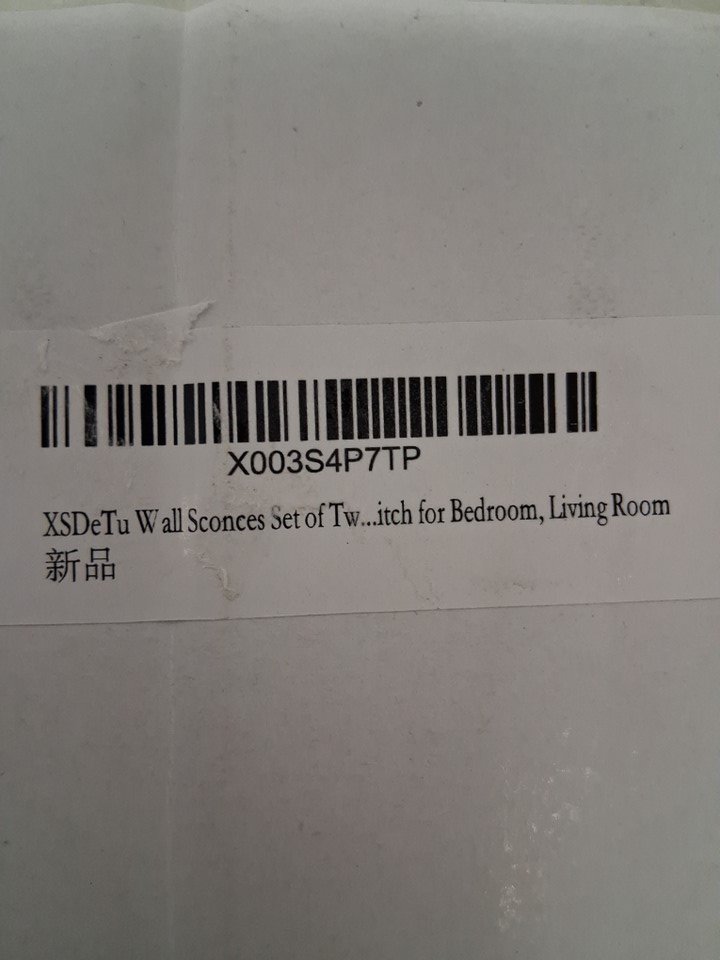 X003S4P7TP
XSDeTu Wall Sconces Set of Tw...itch for Bedroom, Living Room
新品